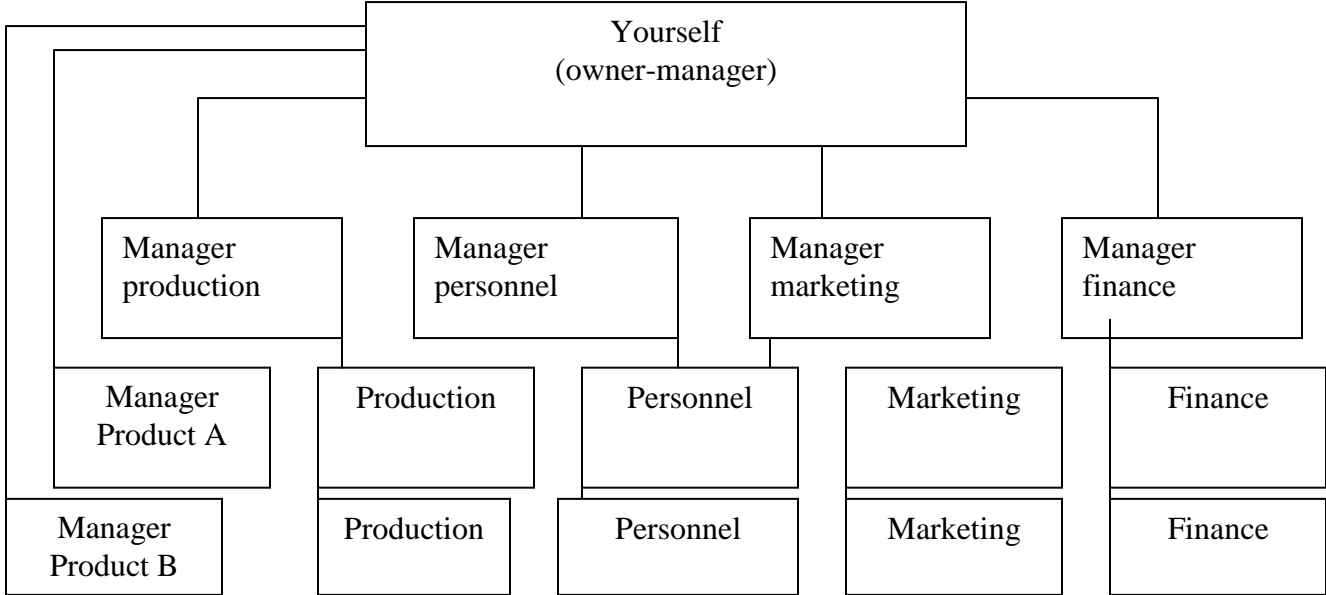 Yourself
(owner-manager)
Manager
production
Manager
personnel
Manager
marketing
Manager
finance
Manager
Product A
Production
Personnel
Marketing
Finance
Manager
Product B
Production
Personnel
Marketing
Finance